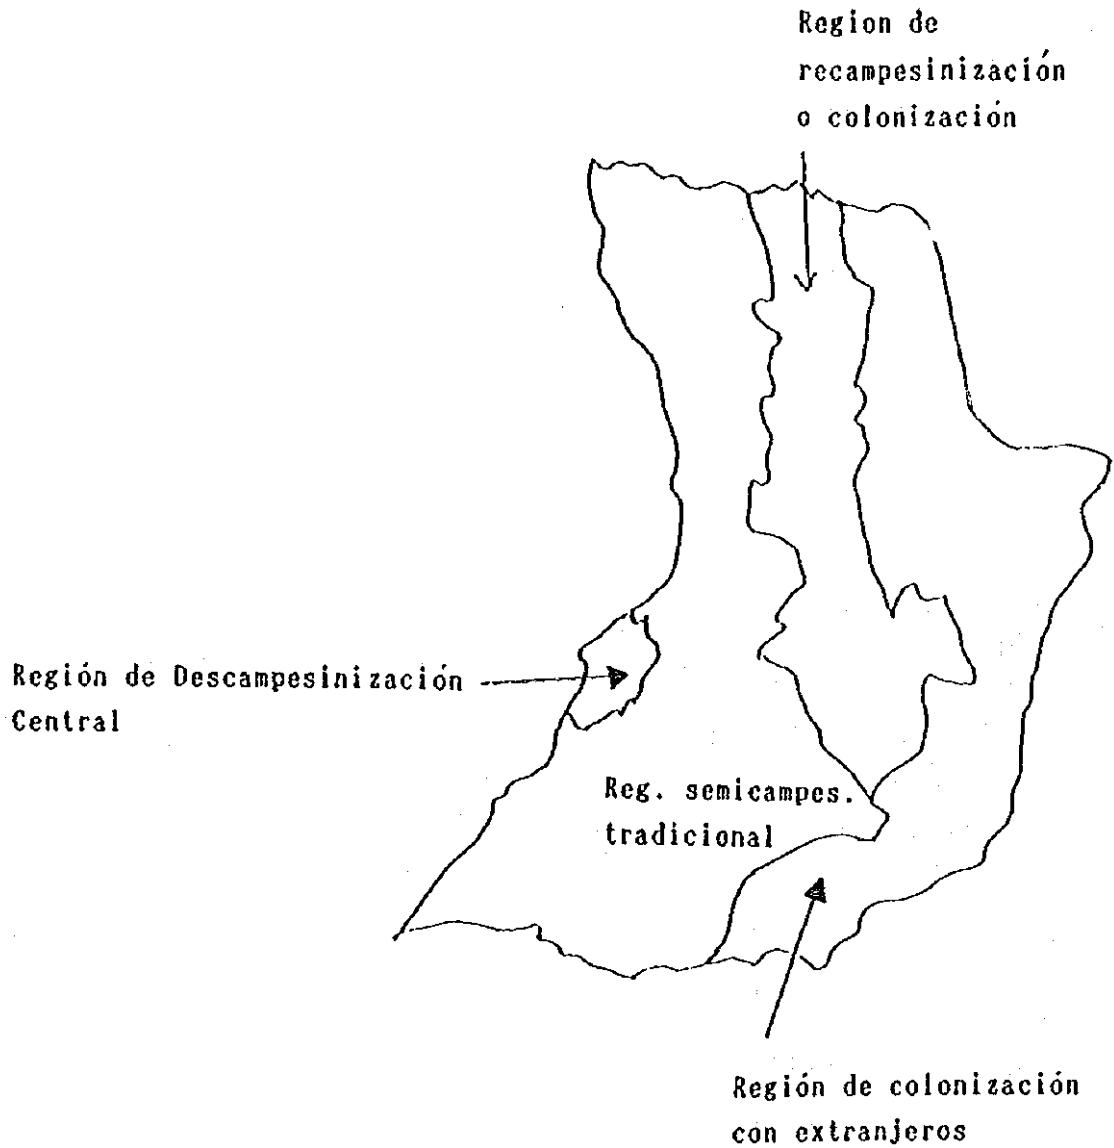 Region de
recampesinización
o colonización
Región de Descampesinización
Central
Reg. semicampes.
tradicional
Región de colonización
con extranjeros